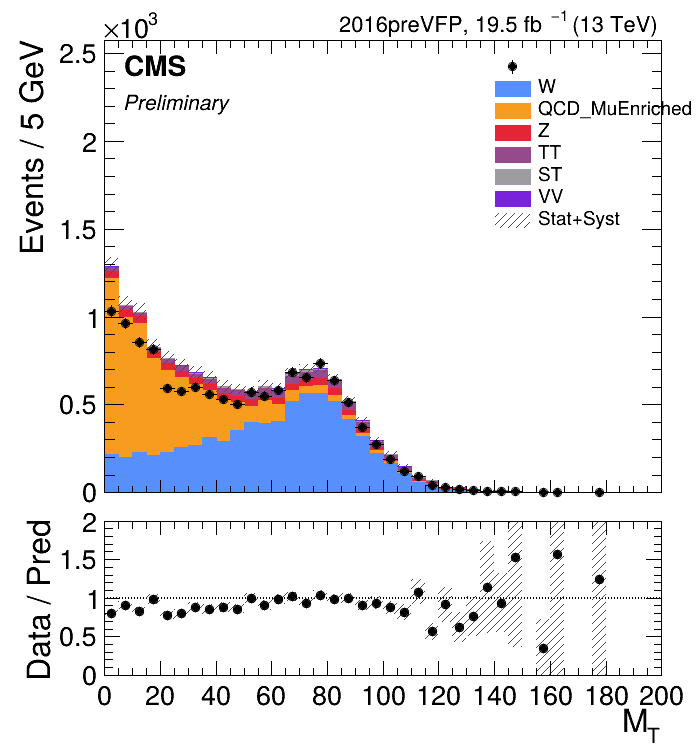 ×10³
2016preVFP, 19.5 fb ⁻¹ (13 TeV)
CMS
Preliminary
W
QCD_MuEnriched
Z
TT
ST
VV
Stat+Syst
Events / 5 GeV
2.5
2
1.5
1
0.5
0
Data / Pred
2
1.5
1
0.5
0
0 20 40 60 80 100 120 140 160 180 200
M_T